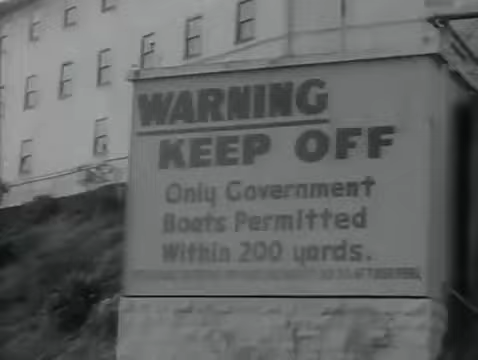 WARNING
KEEP OFF
Only Government
Boats Permitted
Within 200 yards.